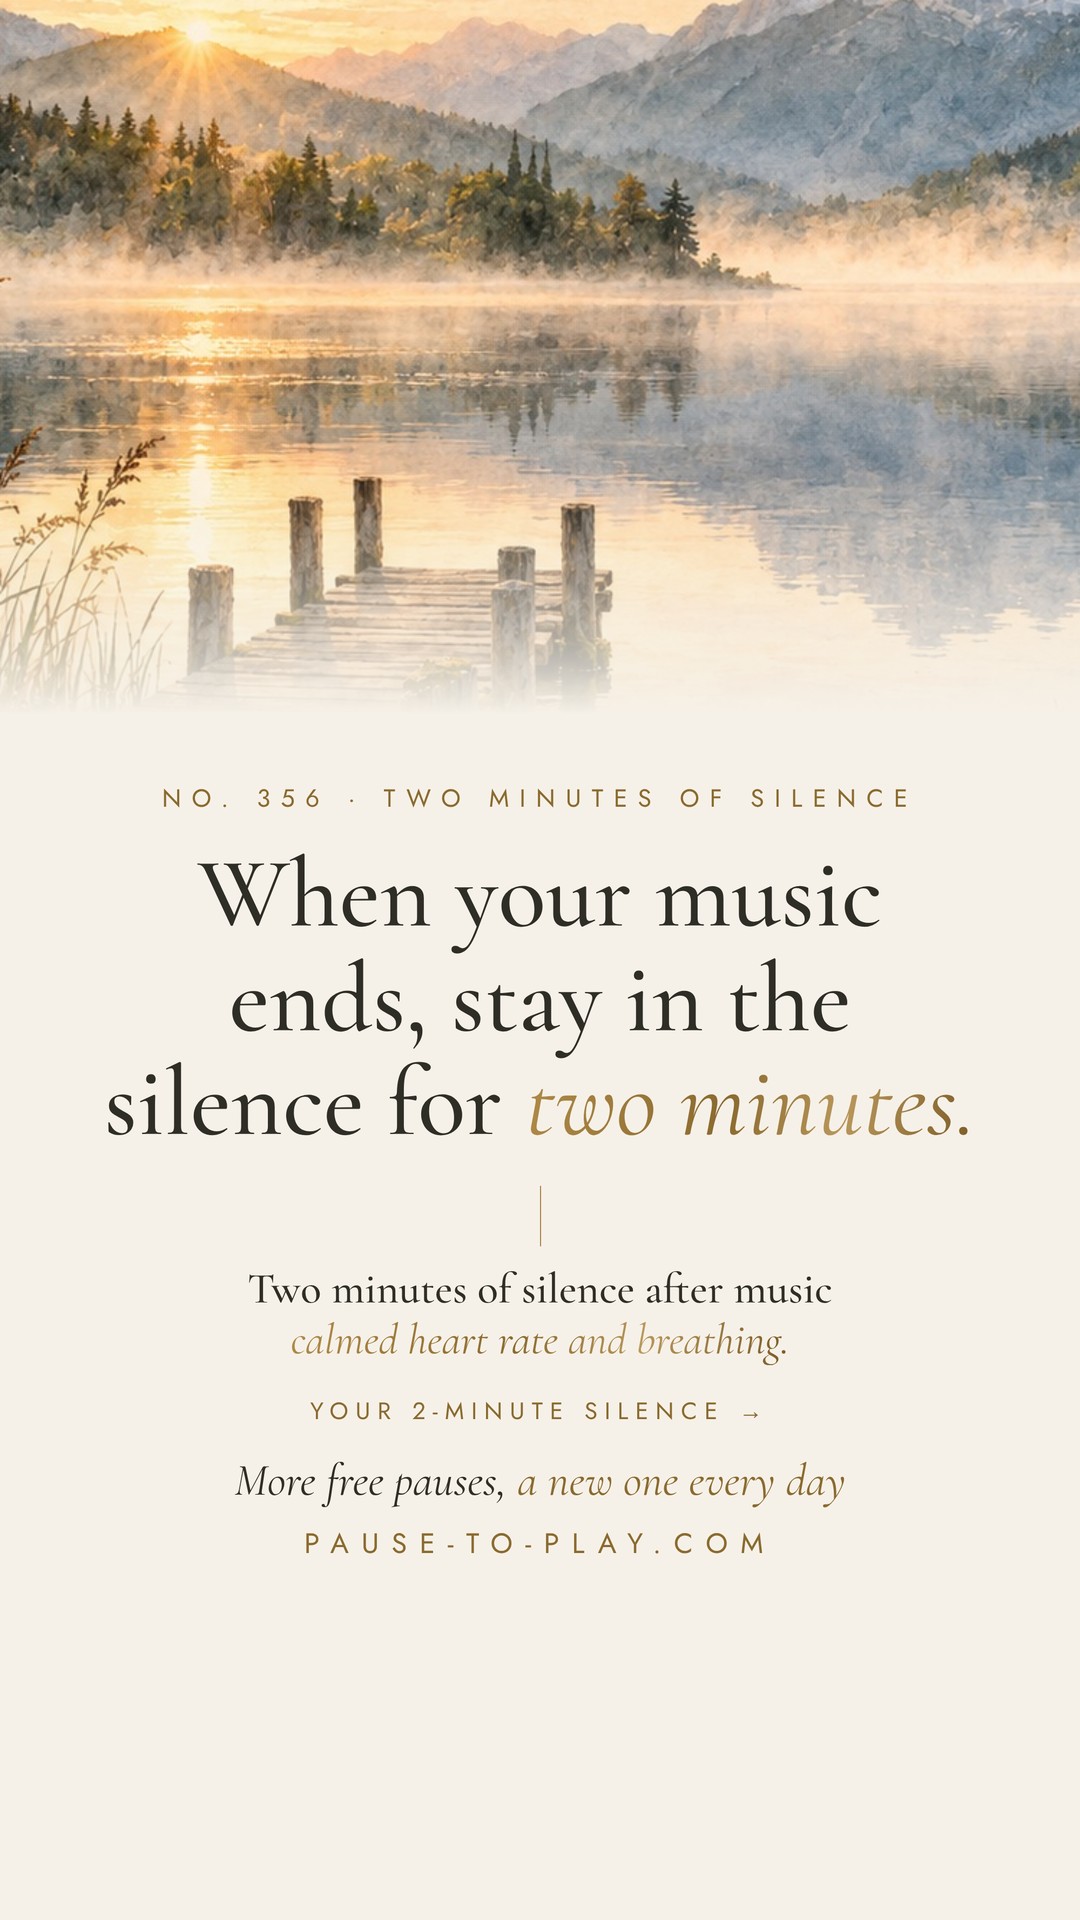 NO. 356 · TWO MINUTES OF SILENCE
When your music
ends, stay in the
silence for two minutes.
Two minutes of silence after music
calmed heart rate and breathing.
YOUR 2-MINUTE SILENCE →
More free pauses, a new one every day
PAUSE-TO-PLAY.COM